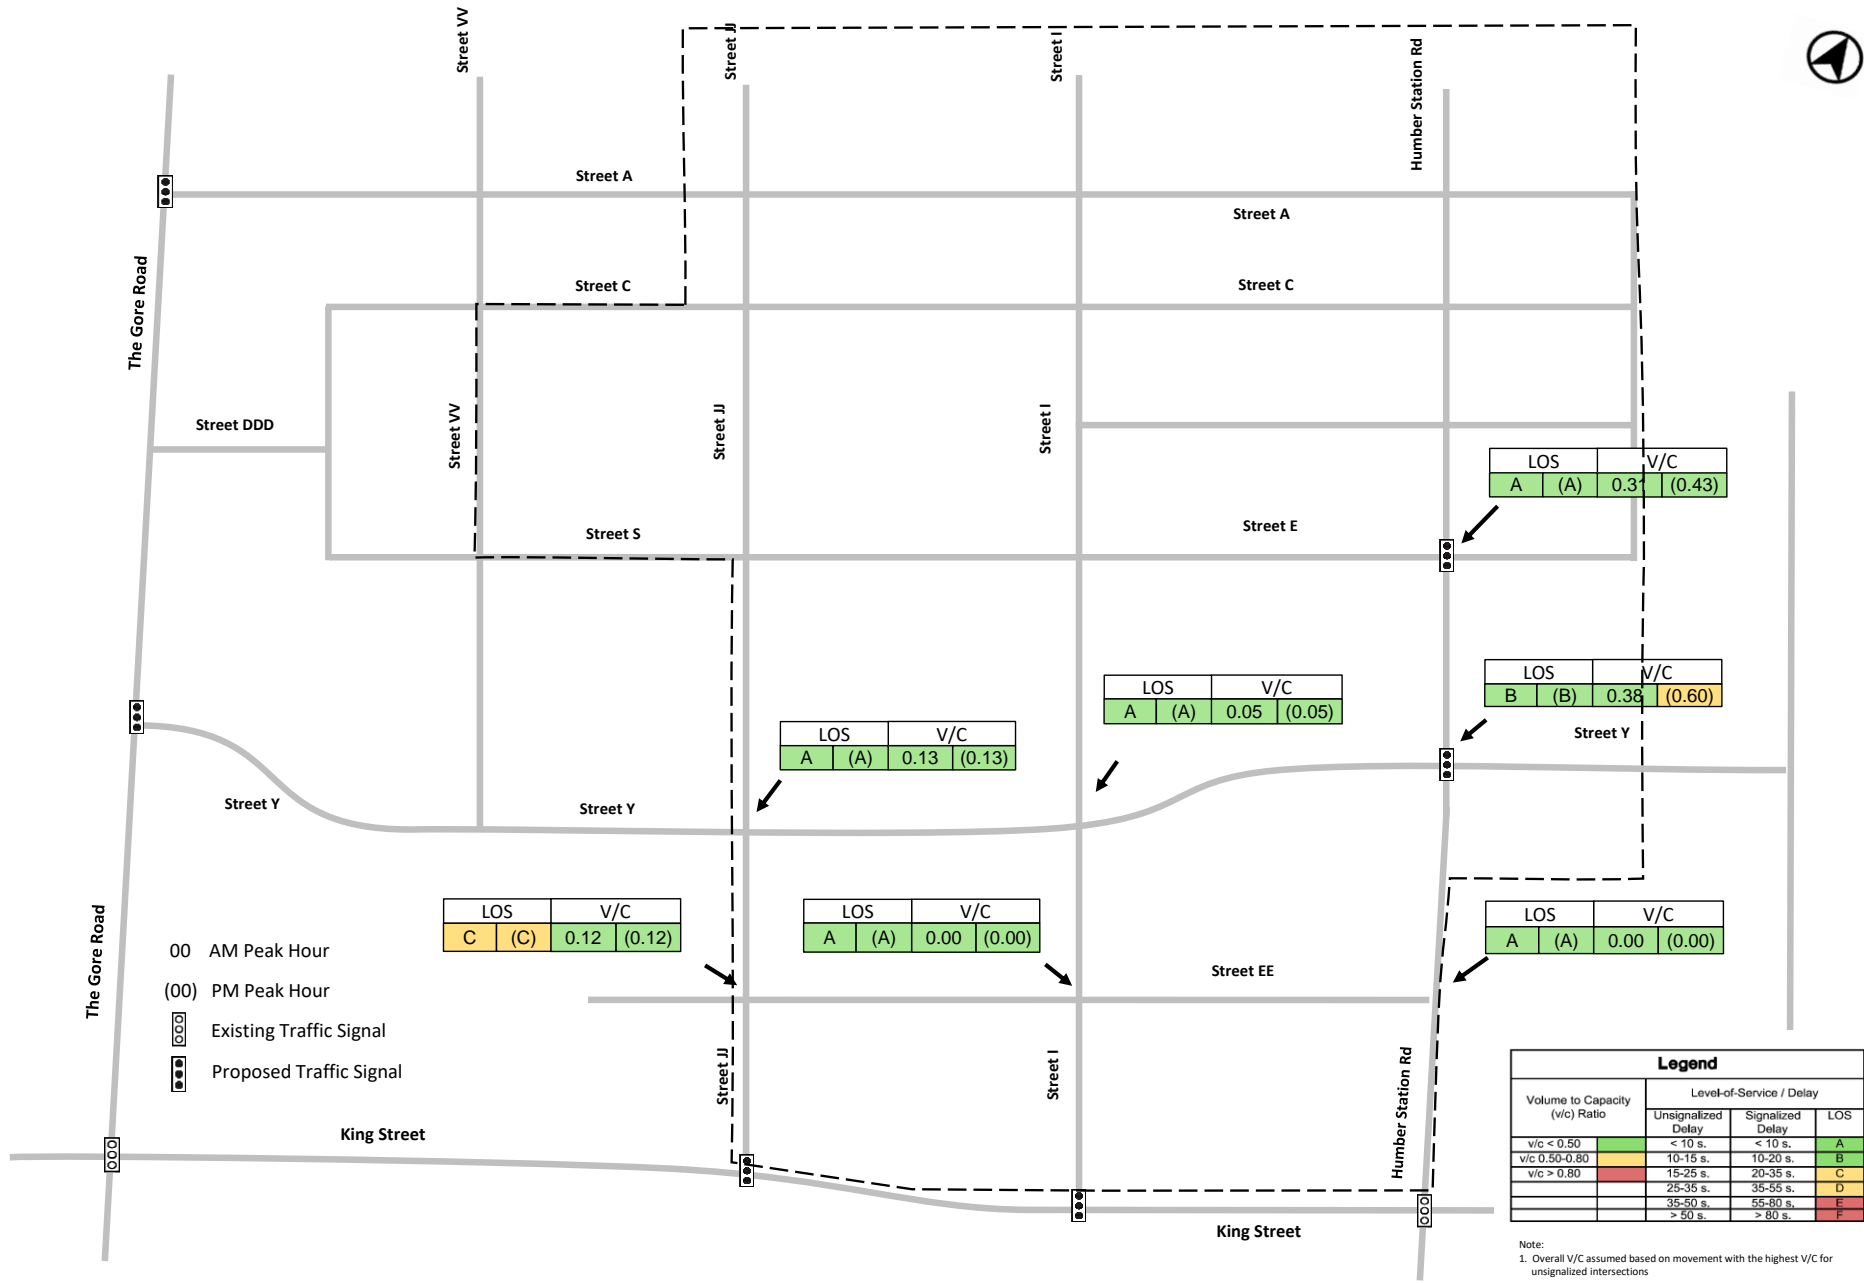 Street VV
Street JJ
Street I
Humber Station Rd
Street A
Street A
The Gore Road
Street C
Street C
Street VV
Street JJ
Street I
Street DDD
LOS V/C
A (A) 0.31 (0.43)
Street S
Street E
LOS V/C
B (B) 0.38 (0.60)
LOS V/C
A (A) 0.05 (0.05)
LOS V/C
A (A) 0.13 (0.13)
Street Y
Street Y
Street Y
LOS V/C
C (C) 0.12 (0.12)
LOS V/C
A (A) 0.00 (0.00)
LOS V/C
A (A) 0.00 (0.00)
The Gore Road
00 AM Peak Hour
(00) PM Peak Hour
Existing Traffic Signal
Proposed Traffic Signal
Street EE
Street JJ
Street I
Humber Station Rd
King Street
King Street
Legend
Volume to Capacity
(v/c) Ratio
Level-of-Service / Delay
Unsignalized
Delay
Signalized
Delay
LOS
v/c < 0.50 < 10 s. < 10 s. A
v/c 0.50-0.80 10-15 s. 10-20 s. B
v/c > 0.80 15-25 s. 20-35 s. C
25-35 s. 35-55 s. D
35-50 s. 55-80 s. E
> 50 s. > 80 s. F
Note:
1. Overall V/C assumed based on movement with the highest V/C for
unsignalized intersections